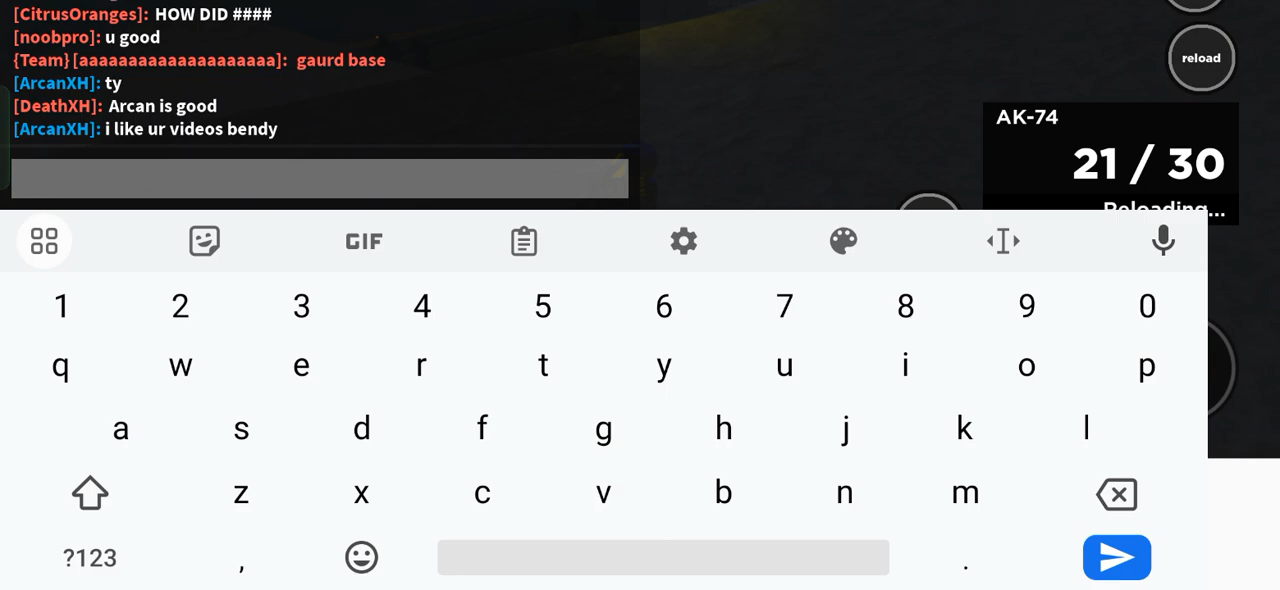 [CitrusOranges]: HOW DID ####
[noobpro]: u good
{Team} [aaaaaaaaaaaaaaaaaaaa]: gaurd base
[ArcanXH]: ty
[DeathXH]: Arcan is good
[ArcanXH]: i like ur videos bendy
reload
AK-74
21 / 30
Reloading...
GIF
1 2 3 4 5 6 7 8 9 0
q w e r t y u i o p
a s d f g h j k l
z x c v b n m
?123 , .